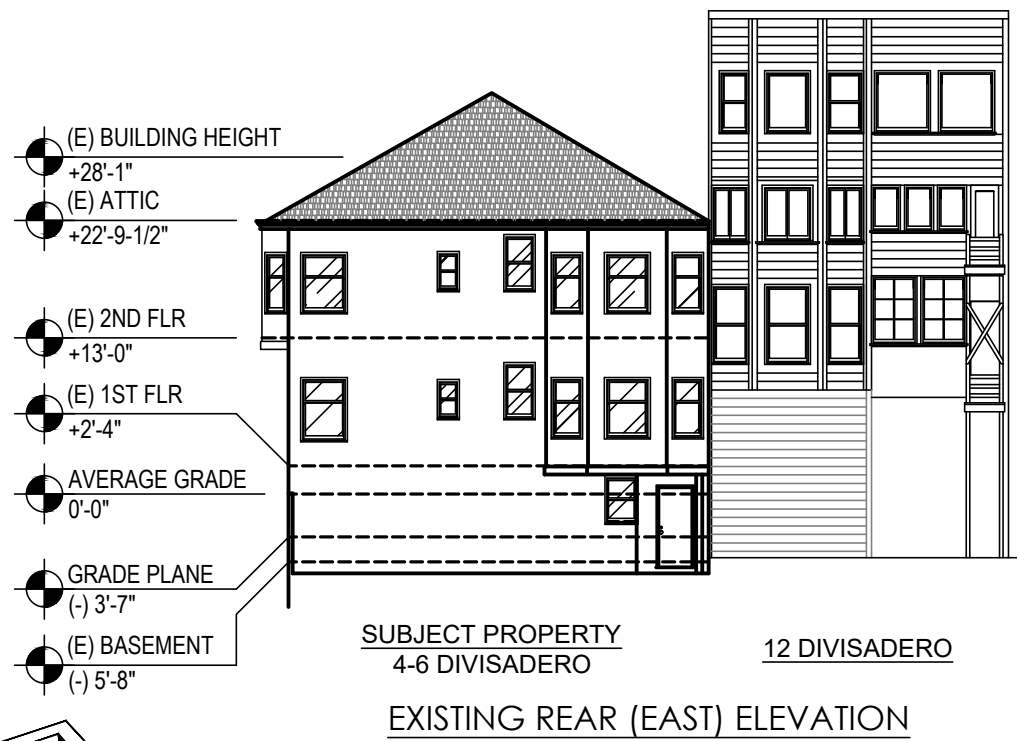 (E) BUILDING HEIGHT
+28'-1"
(E) ATTIC
+22'-9-1/2"
(E) 2ND FLR
+13'-0"
(E) 1ST FLR
+2'-4"
AVERAGE GRADE
0'-0"
GRADE PLANE
(-) 3'-7"
(E) BASEMENT
(-) 5'-8"
SUBJECT PROPERTY
4-6 DIVISADERO
12 DIVISADERO
EXISTING REAR (EAST) ELEVATION